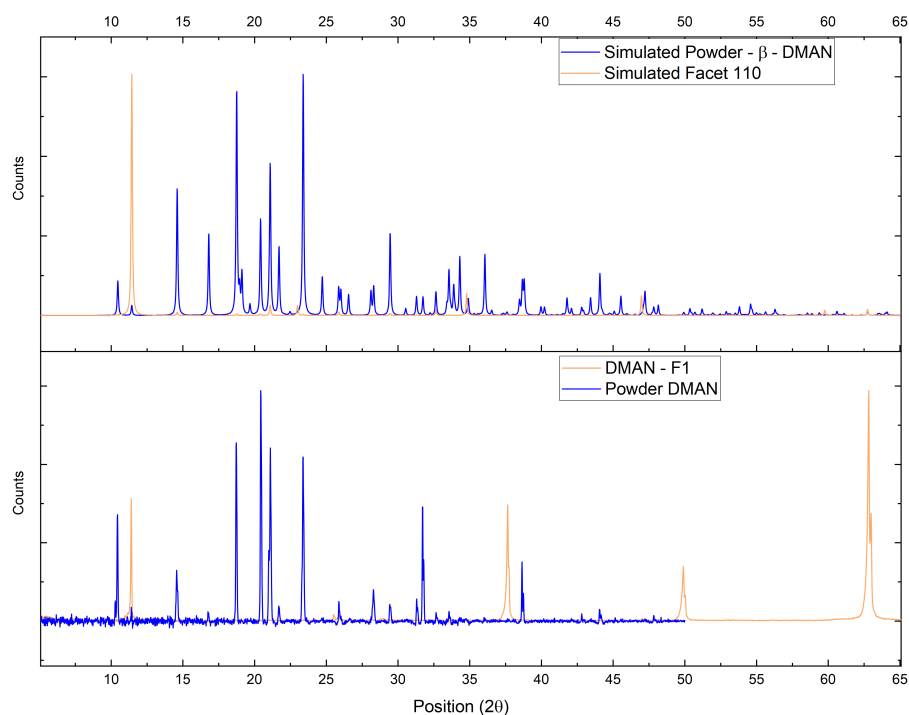 10 15 20 25 30 35 40 45 50 55 60 65
Simulated Powder - β - DMAN
Simulated Facet 110
Counts
DMAN - F1
Powder DMAN
Counts
10 15 20 25 30 35 40 45 50 55 60 65
Position (2θ)